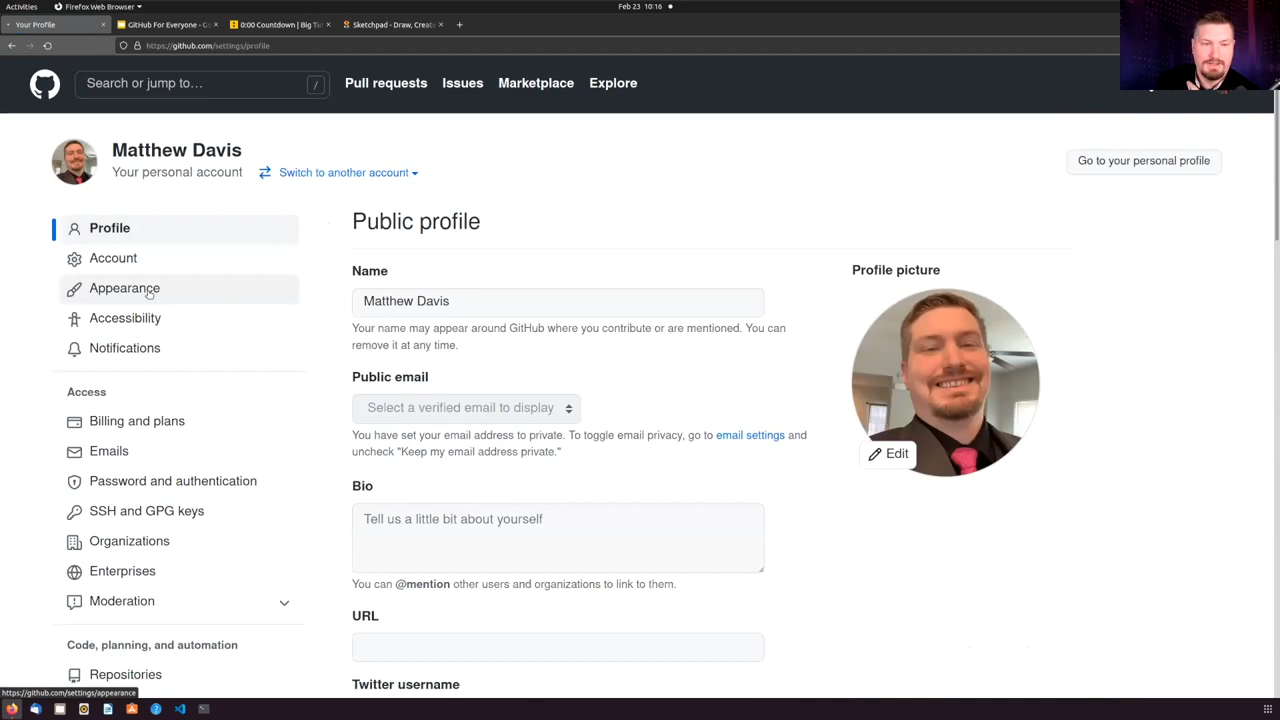 Activities
Firefox Web Browser
Feb 23 10:16
Your Profile
GitHub For Everyone - G
0:00 Countdown | Big Ti
Sketchpad - Draw, Create
https://github.com/settings/profile
Search or jump to…
/
Pull requests
Issues
Marketplace
Explore
Matthew Davis
Your personal account
Switch to another account
Go to your personal profile
Profile
Account
Appearance
Accessibility
Notifications
Access
Billing and plans
Emails
Password and authentication
SSH and GPG keys
Organizations
Enterprises
Moderation
Code, planning, and automation
Repositories
Public profile
Name
Matthew Davis
Your name may appear around GitHub where you contribute or are mentioned. You can
remove it at any time.
Public email
Select a verified email to display
You have set your email address to private. To toggle email privacy, go to email settings and
uncheck "Keep my email address private."
Bio
Tell us a little bit about yourself
You can @mention other users and organizations to link to them.
URL
Twitter username
Profile picture
Edit
https://github.com/settings/appearance